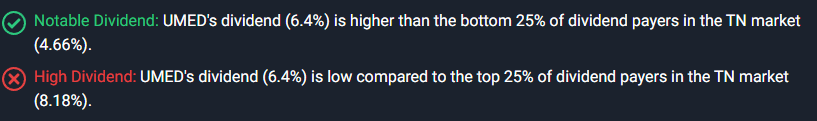 Notable Dividend: UMED's dividend (6.4%) is higher than the bottom 25% of dividend payers in the TN market
(4.66%).
High Dividend: UMED's dividend (6.4%) is low compared to the top 25% of dividend payers in the TN market
(8.18%).